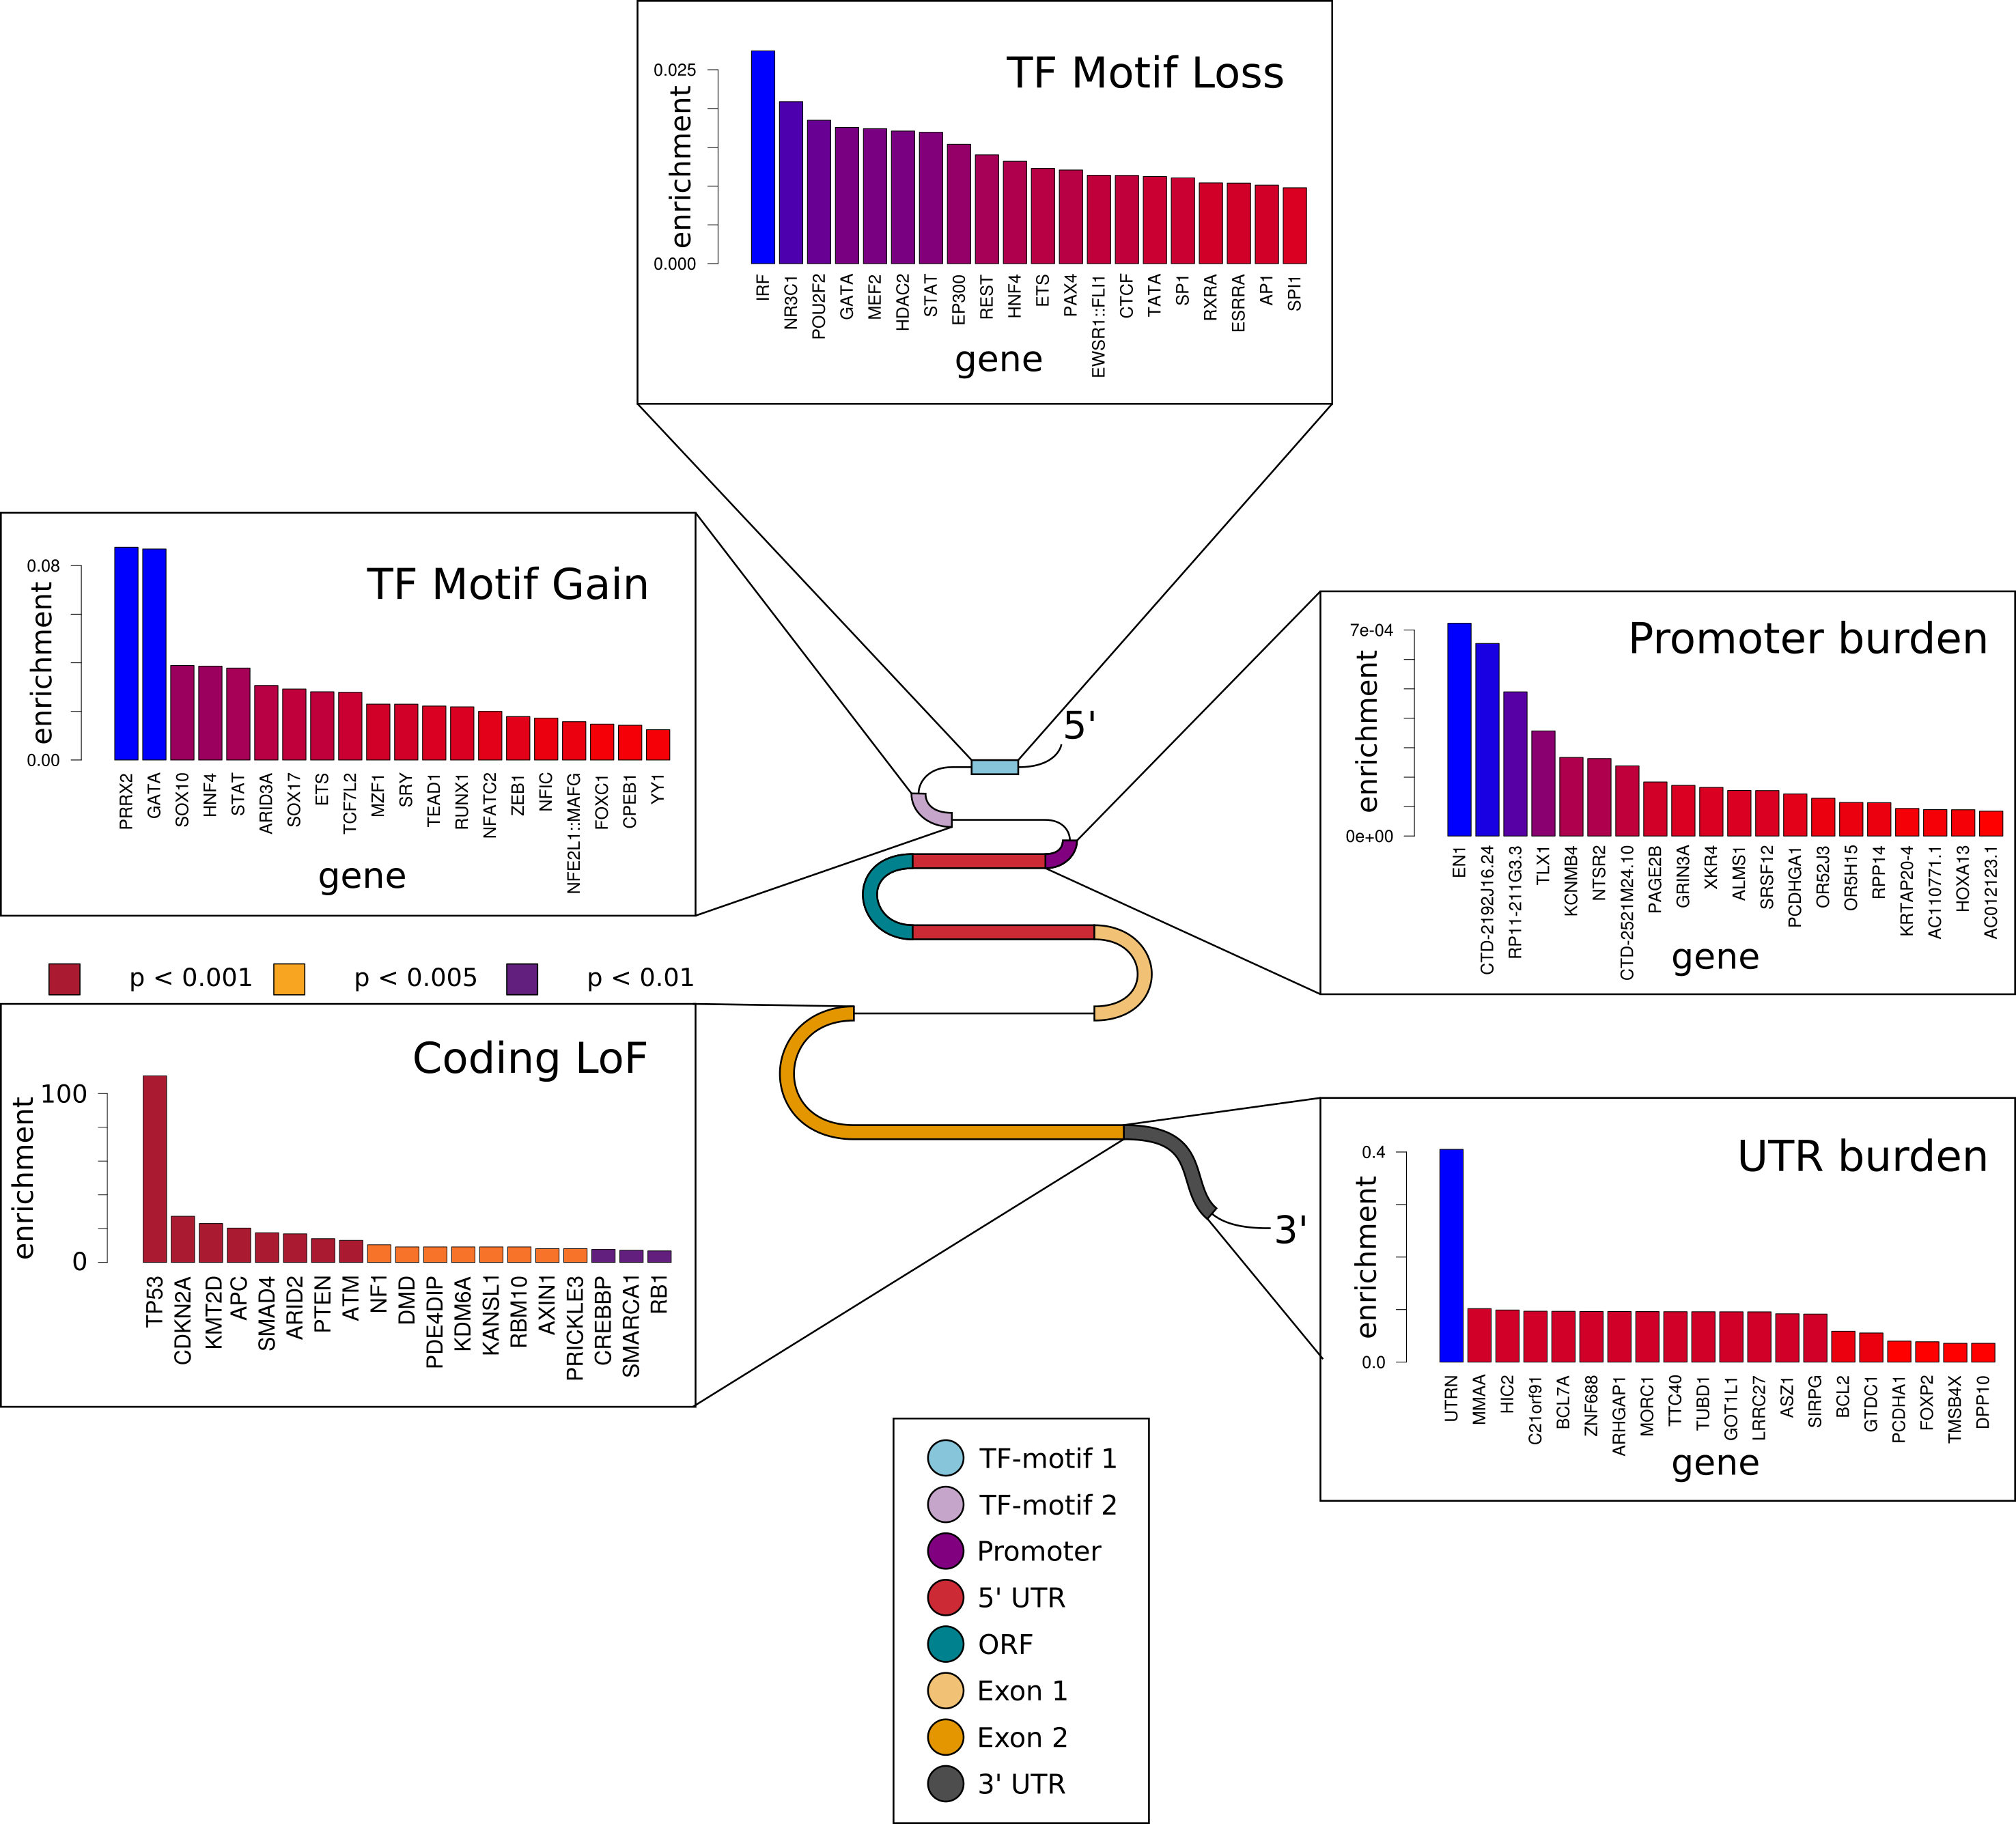 TF Motif Loss
0.025
0.000
enrichment
IRF
NR3C1
POU2F2
GATA
MEF2
HDAC2
STAT
EP300
REST
HNF4
ETS
PAX4
EWSR1::FLI1
CTCF
TATA
SP1
RXRA
ESRRA
AP1
SPI1
gene
TF Motif Gain
0.08
0.00
enrichment
PRRX2
GATA
SOX10
HNF4
STAT
ARID3A
SOX17
ETS
TCF7L2
MZF1
SRY
TEAD1
RUNX1
NFATC2
ZEB1
NFIC
NFE2L1::MAFG
FOXC1
CPEB1
YY1
gene
Promoter burden
7e-04
0e+00
enrichment
EN1
CTD-2192J16.24
RP11-211G3.3
TLX1
KCNMB4
NTSR2
CTD-2521M24.10
PAGE2B
GRIN3A
XKR4
ALMS1
SRSF12
PCDHGA1
OR52J3
OR5H15
RPP14
KRTAP20-4
AC110771.1
HOXA13
AC012123.1
gene
5'
p < 0.001
p < 0.005
p < 0.01
Coding LoF
100
0
enrichment
TP53
CDKN2A
KMT2D
APC
SMAD4
ARID2
PTEN
ATM
NF1
DMD
PDE4DIP
KDM6A
KANSL1
RBM10
AXIN1
PRICKLE3
CREBBP
SMARCA1
RB1
3'
UTR burden
0.4
0.0
enrichment
UTRN
MMAA
HIC2
C21orf91
BCL7A
ZNF688
ARHGAP1
MORC1
TTC40
TUBD1
GOT1L1
LRRC27
ASZ1
SIRPG
BCL2
GTDC1
PCDHA1
FOXP2
TMSB4X
DPP10
gene
TF-motif 1
TF-motif 2
Promoter
5' UTR
ORF
Exon 1
Exon 2
3' UTR